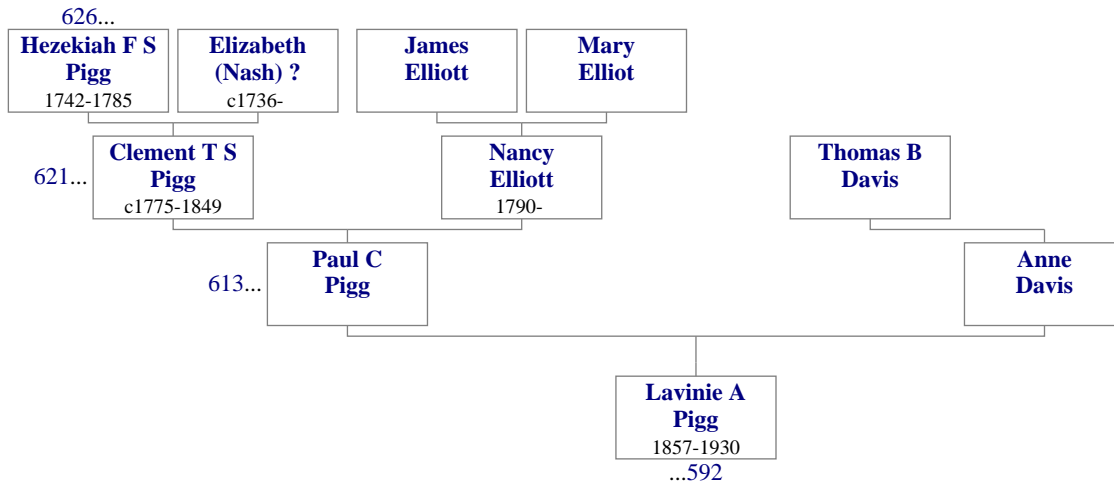 626...
Hezekiah F S
Pigg
1742-1785
Elizabeth
(Nash) ?
c1736-
James
Elliott
Mary
Elliot
621...
Clement T S
Pigg
c1775-1849
Nancy
Elliott
1790-
Thomas B
Davis
613...
Paul C
Pigg
Anne
Davis
Lavinie A
Pigg
1857-1930
...592